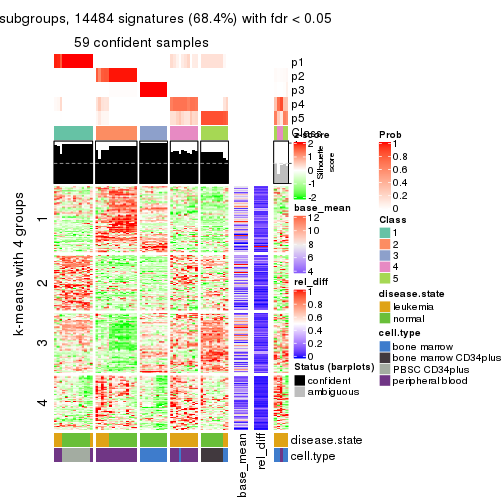 subgroups, 14484 signatures (68.4%) with fdr < 0.05
59 confident samples
p1
p2
p3
p4
p5
Class
z-score
2
1
0
-1
-2
Silhouette
score
base_mean
12
10
8
6
4
rel_diff
1
0.8
0.6
0.4
0.2
0
Status (barplots)
confident
ambiguous
Prob
1
0.8
0.6
0.4
0.2
0
Class
1
2
3
4
5
disease.state
leukemia
normal
cell.type
bone marrow
bone marrow CD34plus
PBSC CD34plus
peripheral blood
k-means with 4 groups
1
2
3
4
disease.state
cell.type
base_mean
rel_diff